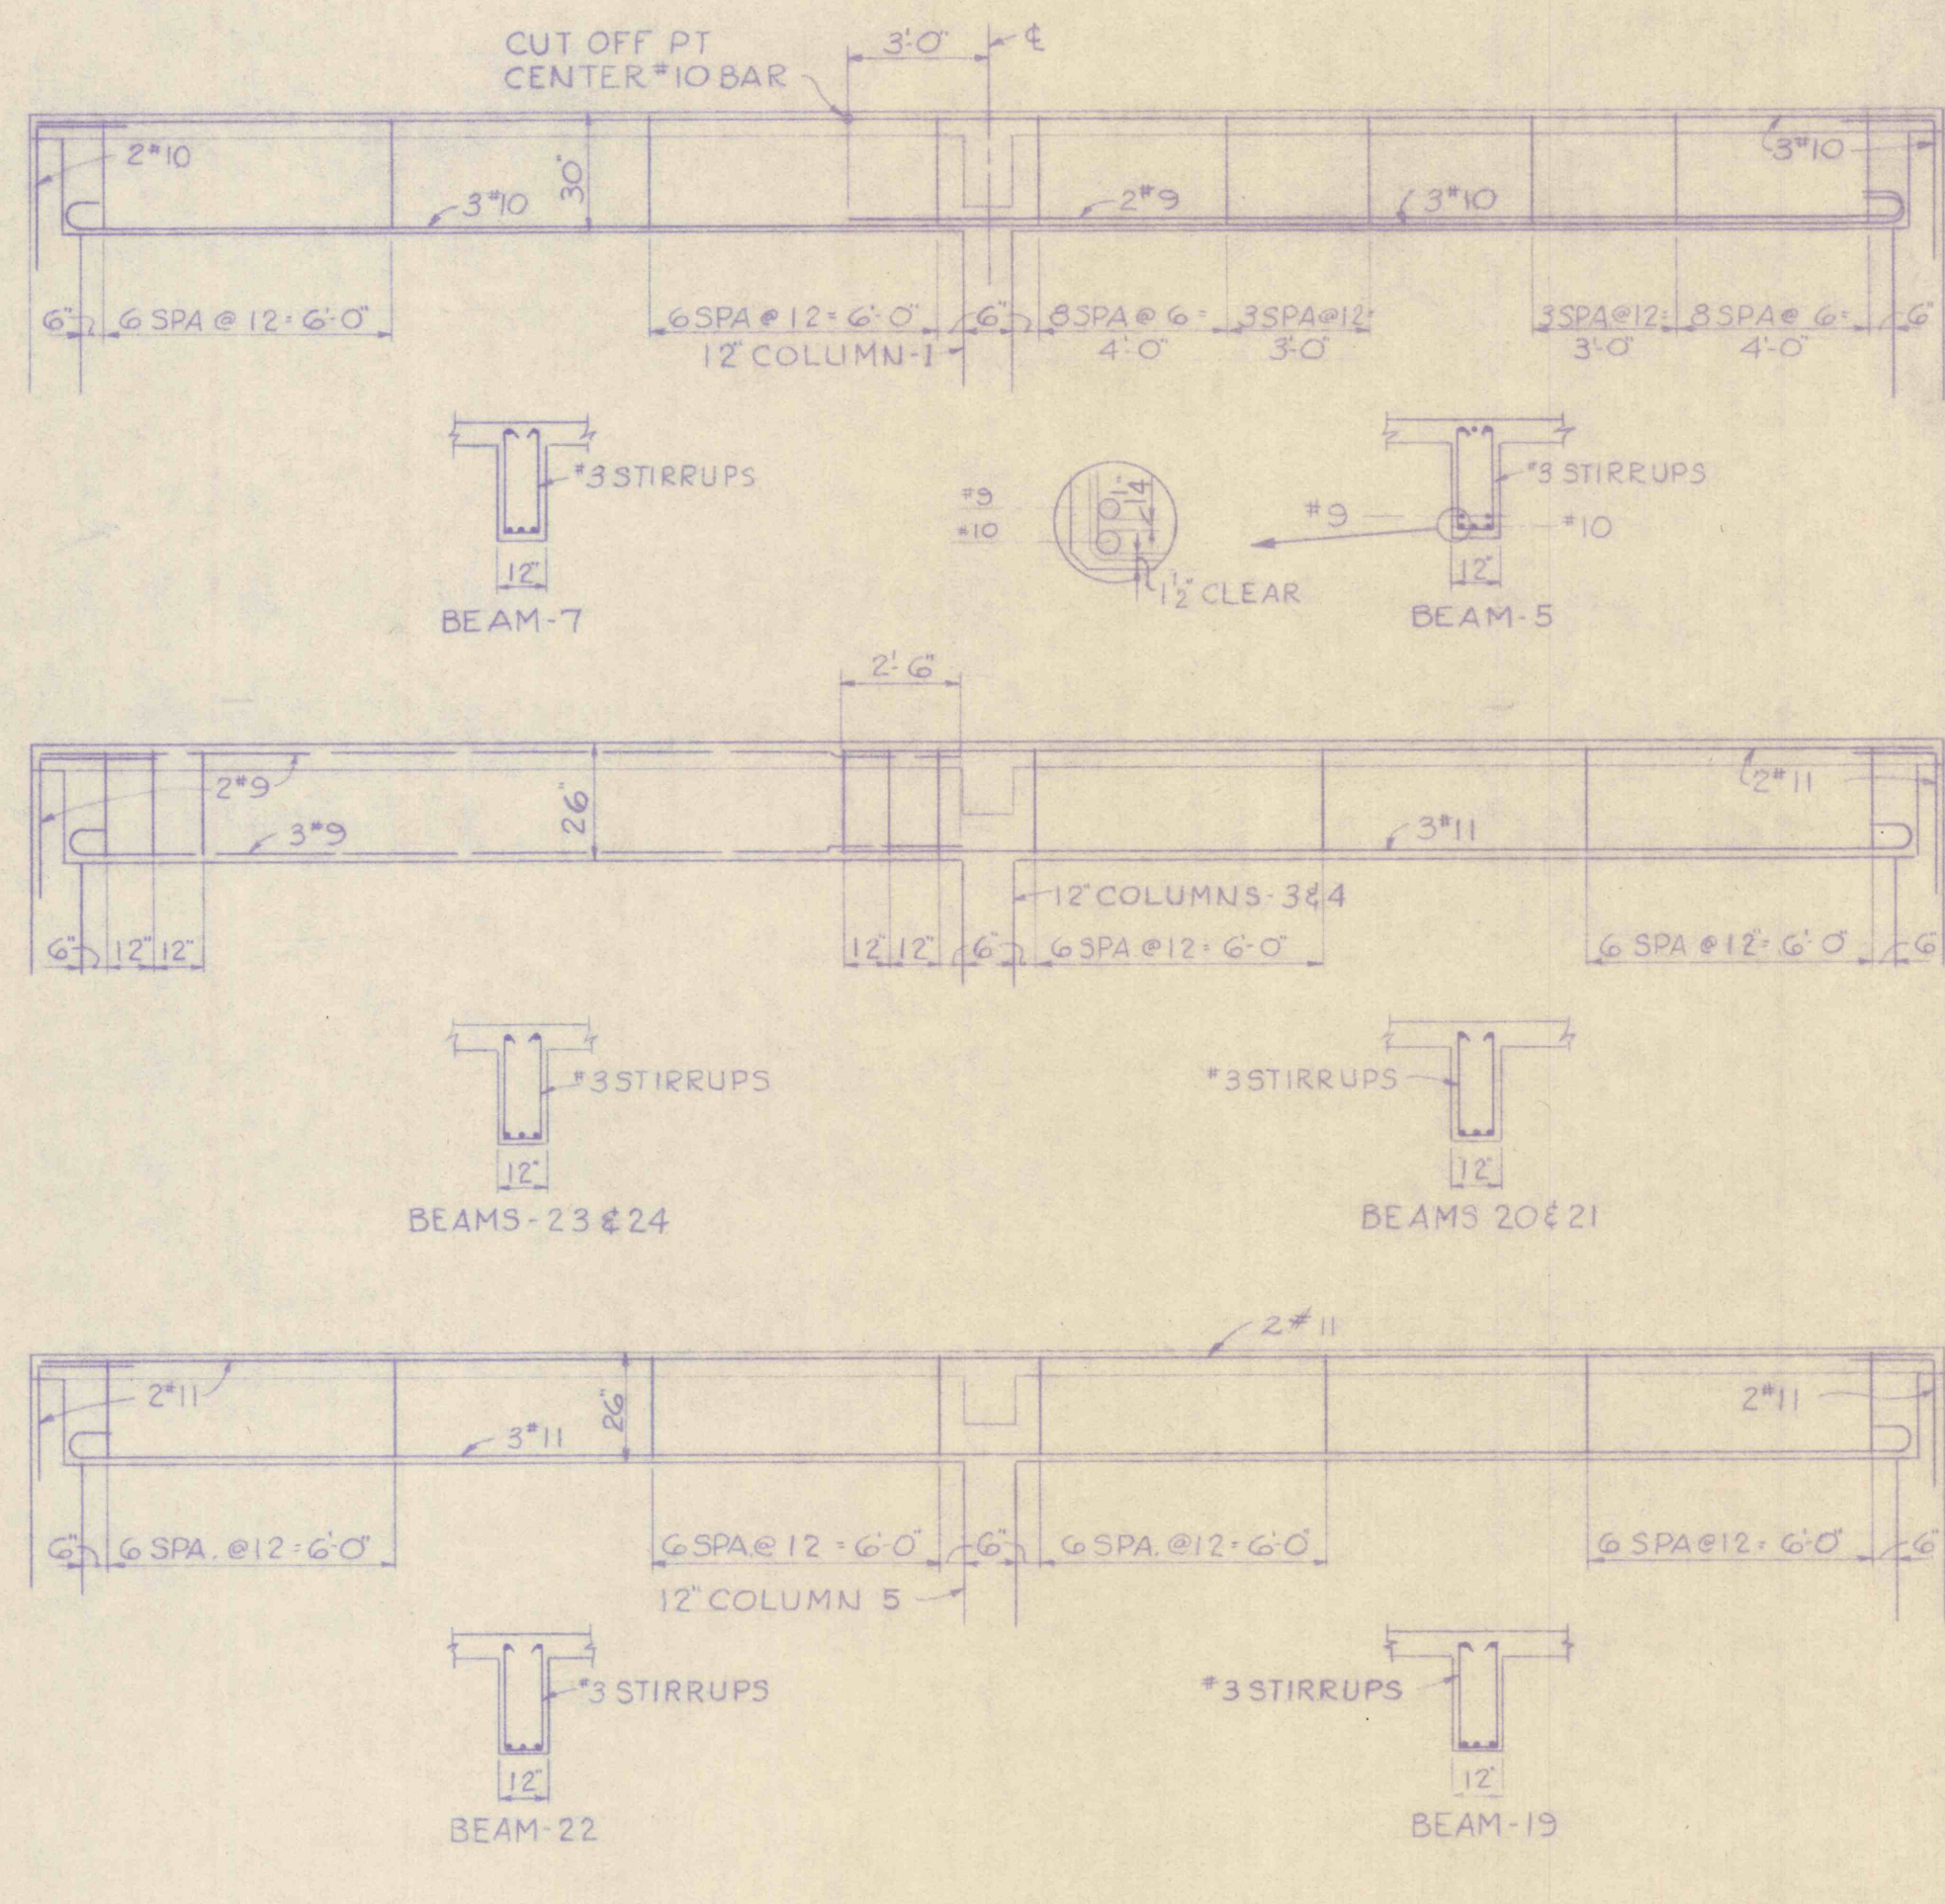 CUT OFF PT
CENTER #10 BAR
3'-0"
℄
2#10
3#10
30"
2#9
3#10
3#10
6"
6 SPA @ 12 = 6'-0"
6 SPA @ 12 = 6'-0"
6"
8 SPA @ 6 =
4'-0"
3 SPA @ 12 =
3'-0"
3 SPA @ 12 =
3'-0"
8 SPA @ 6 =
4'-0"
6"
12" COLUMN-1
#3 STIRRUPS
12"
BEAM-7
#9
#10
1 1/2" CLEAR
#3 STIRRUPS
#9
#10
12"
BEAM-5
2'-6"
2#9
3#9
26"
3#11
2#11
12" COLUMNS-3 & 4
6"
12"
12"
12"
12"
6"
6 SPA. @ 12 = 6'-0"
6 SPA @ 12" = 6'-0"
6"
#3 STIRRUPS
12"
BEAMS-23 & 24
#3 STIRRUPS
12"
BEAMS 20 & 21
2#11
2#11
3#11
26"
2#11
6"
6 SPA. @ 12 = 6'-0"
6 SPA. @ 12 = 6'-0"
6"
6 SPA. @ 12 = 6'-0"
6 SPA @ 12 = 6'-0"
6"
12" COLUMN 5
#3 STIRRUPS
12"
BEAM-22
#3 STIRRUPS
12"
BEAM-19